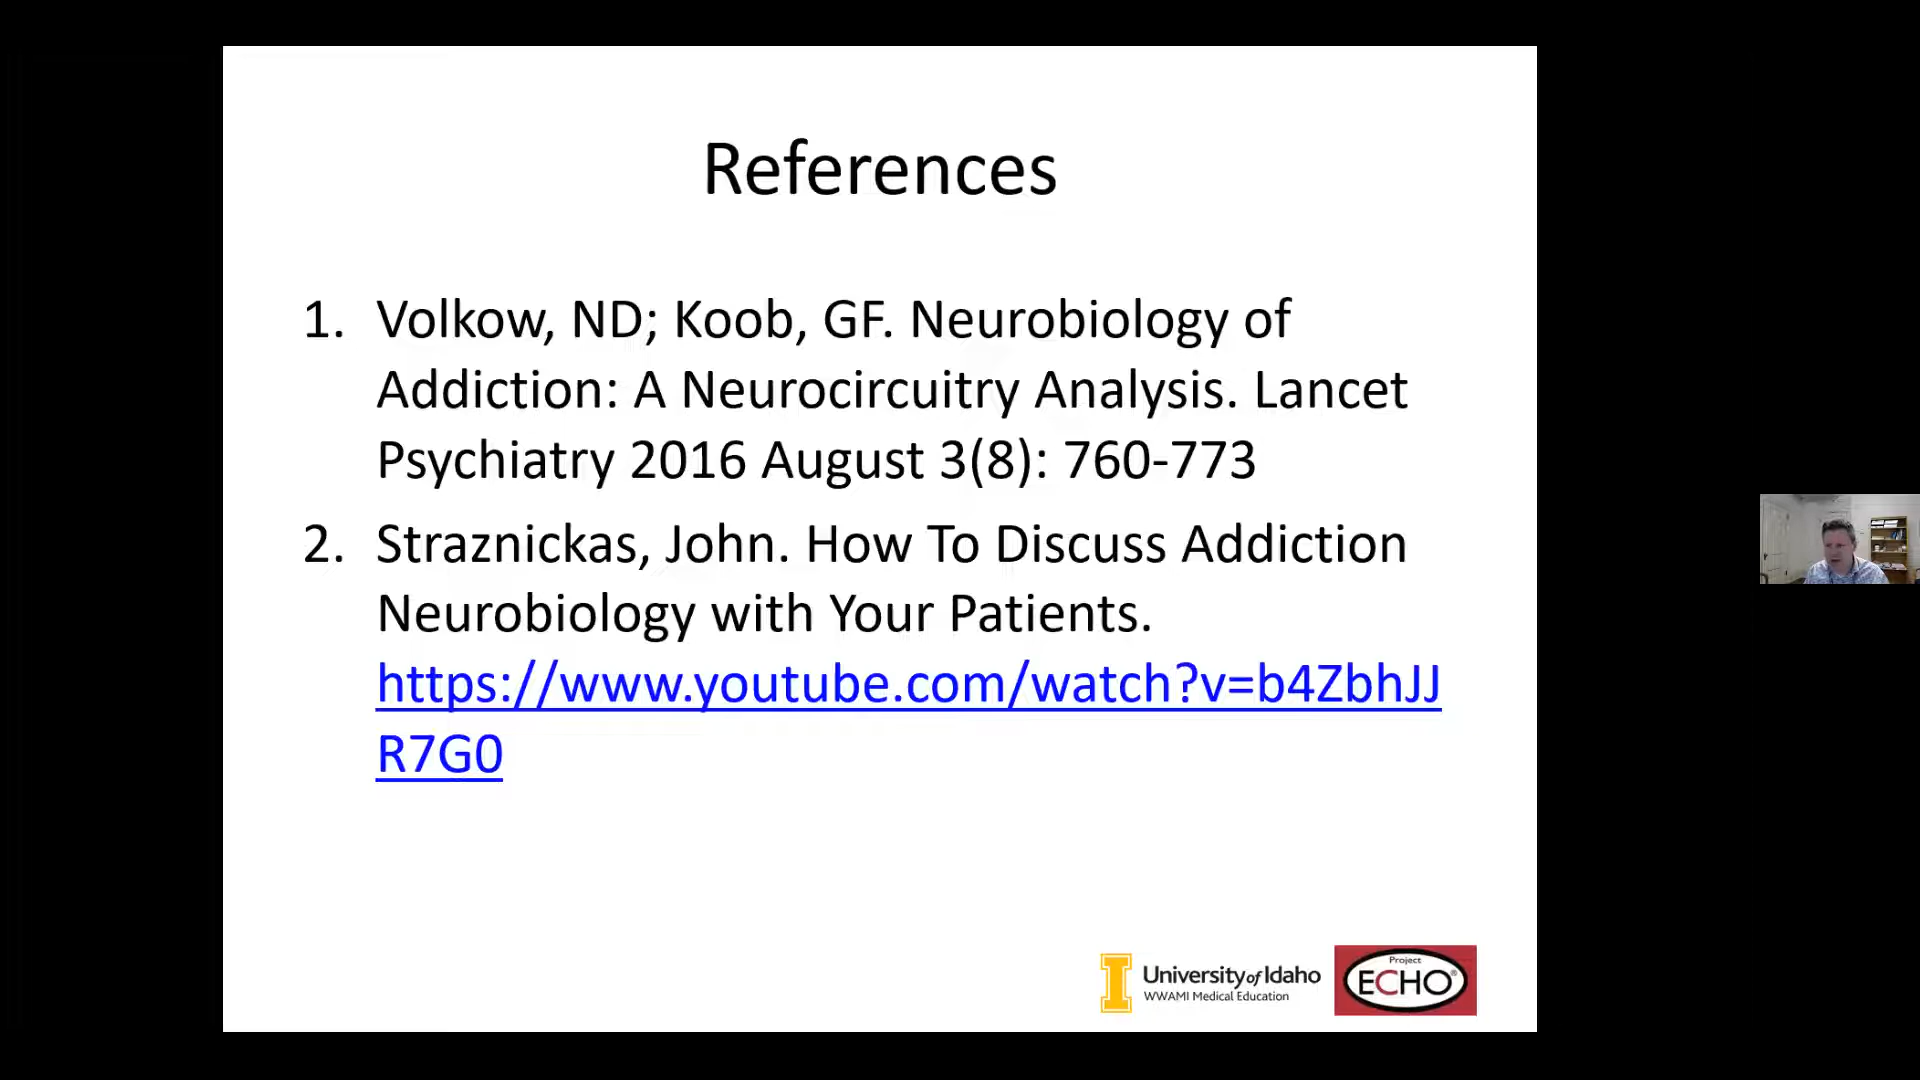 References
1. Volkow, ND; Koob, GF. Neurobiology of
Addiction: A Neurocircuitry Analysis. Lancet
Psychiatry 2016 August 3(8): 760-773
2. Straznickas, John. How To Discuss Addiction
Neurobiology with Your Patients.
https://www.youtube.com/watch?v=b4ZbhJJ
R7G0
University of Idaho
WWAMI Medical Education
Project
ECHO®